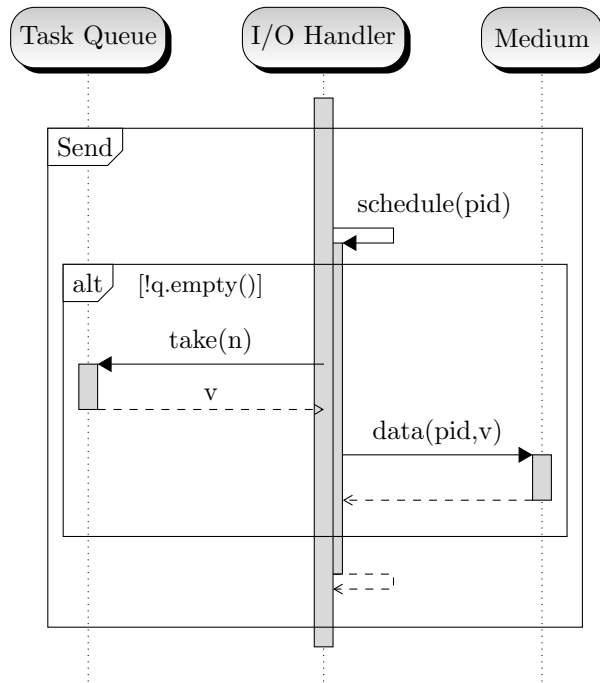 Task Queue
I/O Handler
Medium
Send
schedule(pid)
alt
[!q.empty()]
take(n)
v
data(pid,v)